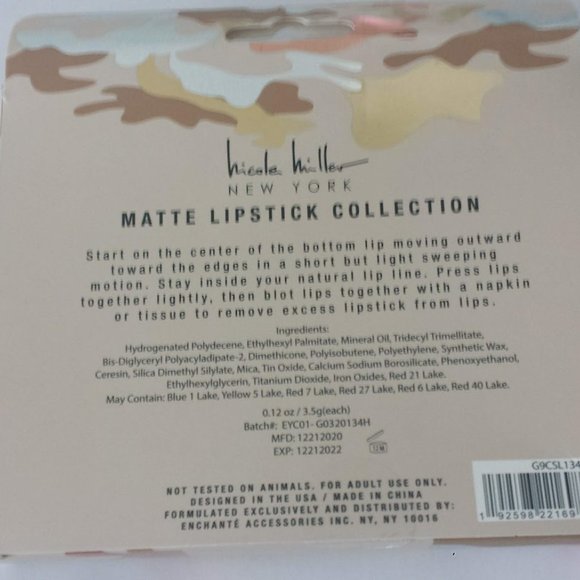 nicole miller
NEW YORK
MATTE LIPSTICK COLLECTION
Start on the center of the bottom lip moving outward
toward the edges in a short but light sweeping
motion. Stay inside your natural lip line. Press lips
together lightly, then blot lips together with a napkin
or tissue to remove excess lipstick from lips.
Ingredients:
Hydrogenated Polydecene, Ethylhexyl Palmitate, Mineral Oil, Tridecyl Trimellitate,
Bis-Diglyceryl Polyacyladipate-2, Dimethicone, Polyisobutene, Polyethylene, Synthetic Wax,
Ceresin, Silica Dimethyl Silylate, Mica, Tin Oxide, Calcium Sodium Borosilicate, Phenoxyethanol,
Ethylhexylglycerin, Titanium Dioxide, Iron Oxides, Red 21 Lake.
May Contain: Blue 1 Lake, Yellow 5 Lake, Red 7 Lake, Red 27 Lake, Red 6 Lake, Red 40 Lake.
0.12 oz / 3.5g(each)
Batch#: EYC01-G0320134H
MFD: 12212020
EXP: 12212022
12M
NOT TESTED ON ANIMALS. FOR ADULT USE ONLY.
DESIGNED IN THE USA / MADE IN CHINA
FORMULATED EXCLUSIVELY AND DISTRIBUTED BY:
ENCHANTÉ ACCESSORIES INC. NY, NY 10016
G9CSL134
1 92598 22169